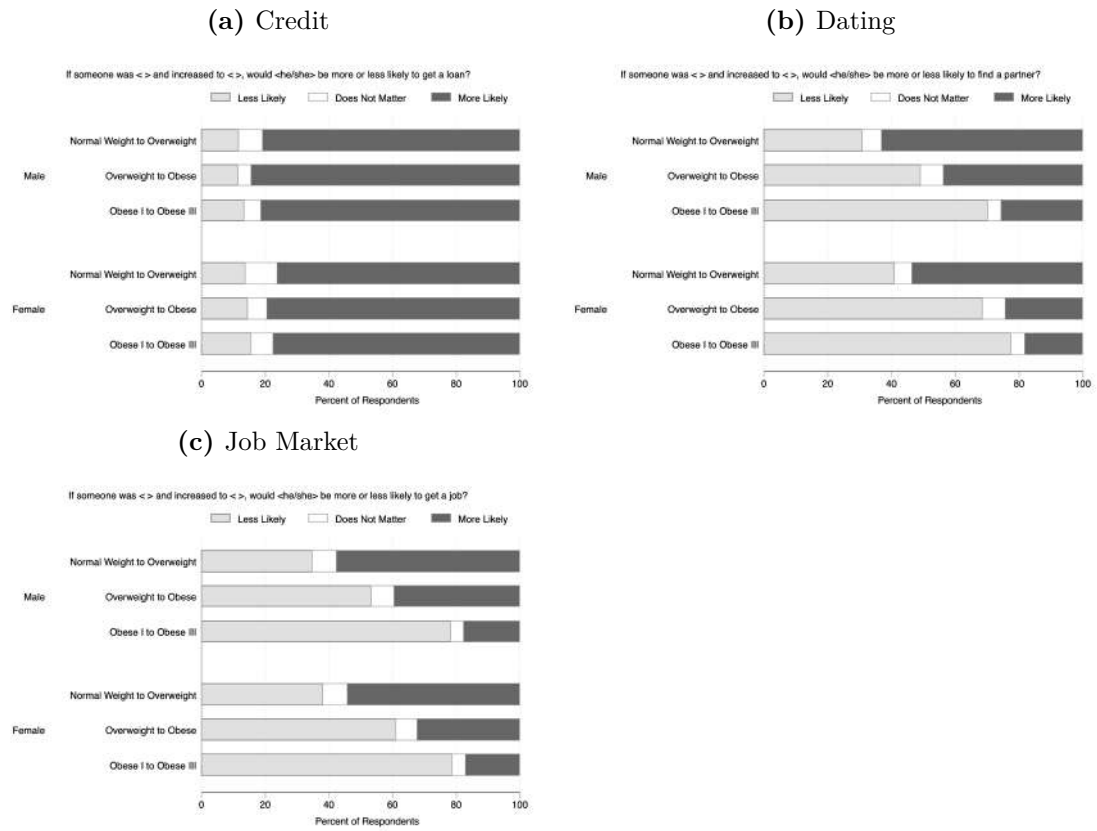 (a) Credit
If someone was < > and increased to < >, would <he/she> be more or less likely to get a loan?
Less Likely Does Not Matter More Likely
Normal Weight to Overweight
Male Overweight to Obese
Obese I to Obese III
Normal Weight to Overweight
Female Overweight to Obese
Obese I to Obese III
0 20 40 60 80 100
Percent of Respondents
(b) Dating
If someone was < > and increased to < >, would <he/she> be more or less likely to find a partner?
Less Likely Does Not Matter More Likely
Normal Weight to Overweight
Male Overweight to Obese
Obese I to Obese III
Normal Weight to Overweight
Female Overweight to Obese
Obese I to Obese III
0 20 40 60 80 100
Percent of Respondents
(c) Job Market
If someone was < > and increased to < >, would <he/she> be more or less likely to get a job?
Less Likely Does Not Matter More Likely
Normal Weight to Overweight
Male Overweight to Obese
Obese I to Obese III
Normal Weight to Overweight
Female Overweight to Obese
Obese I to Obese III
0 20 40 60 80 100
Percent of Respondents